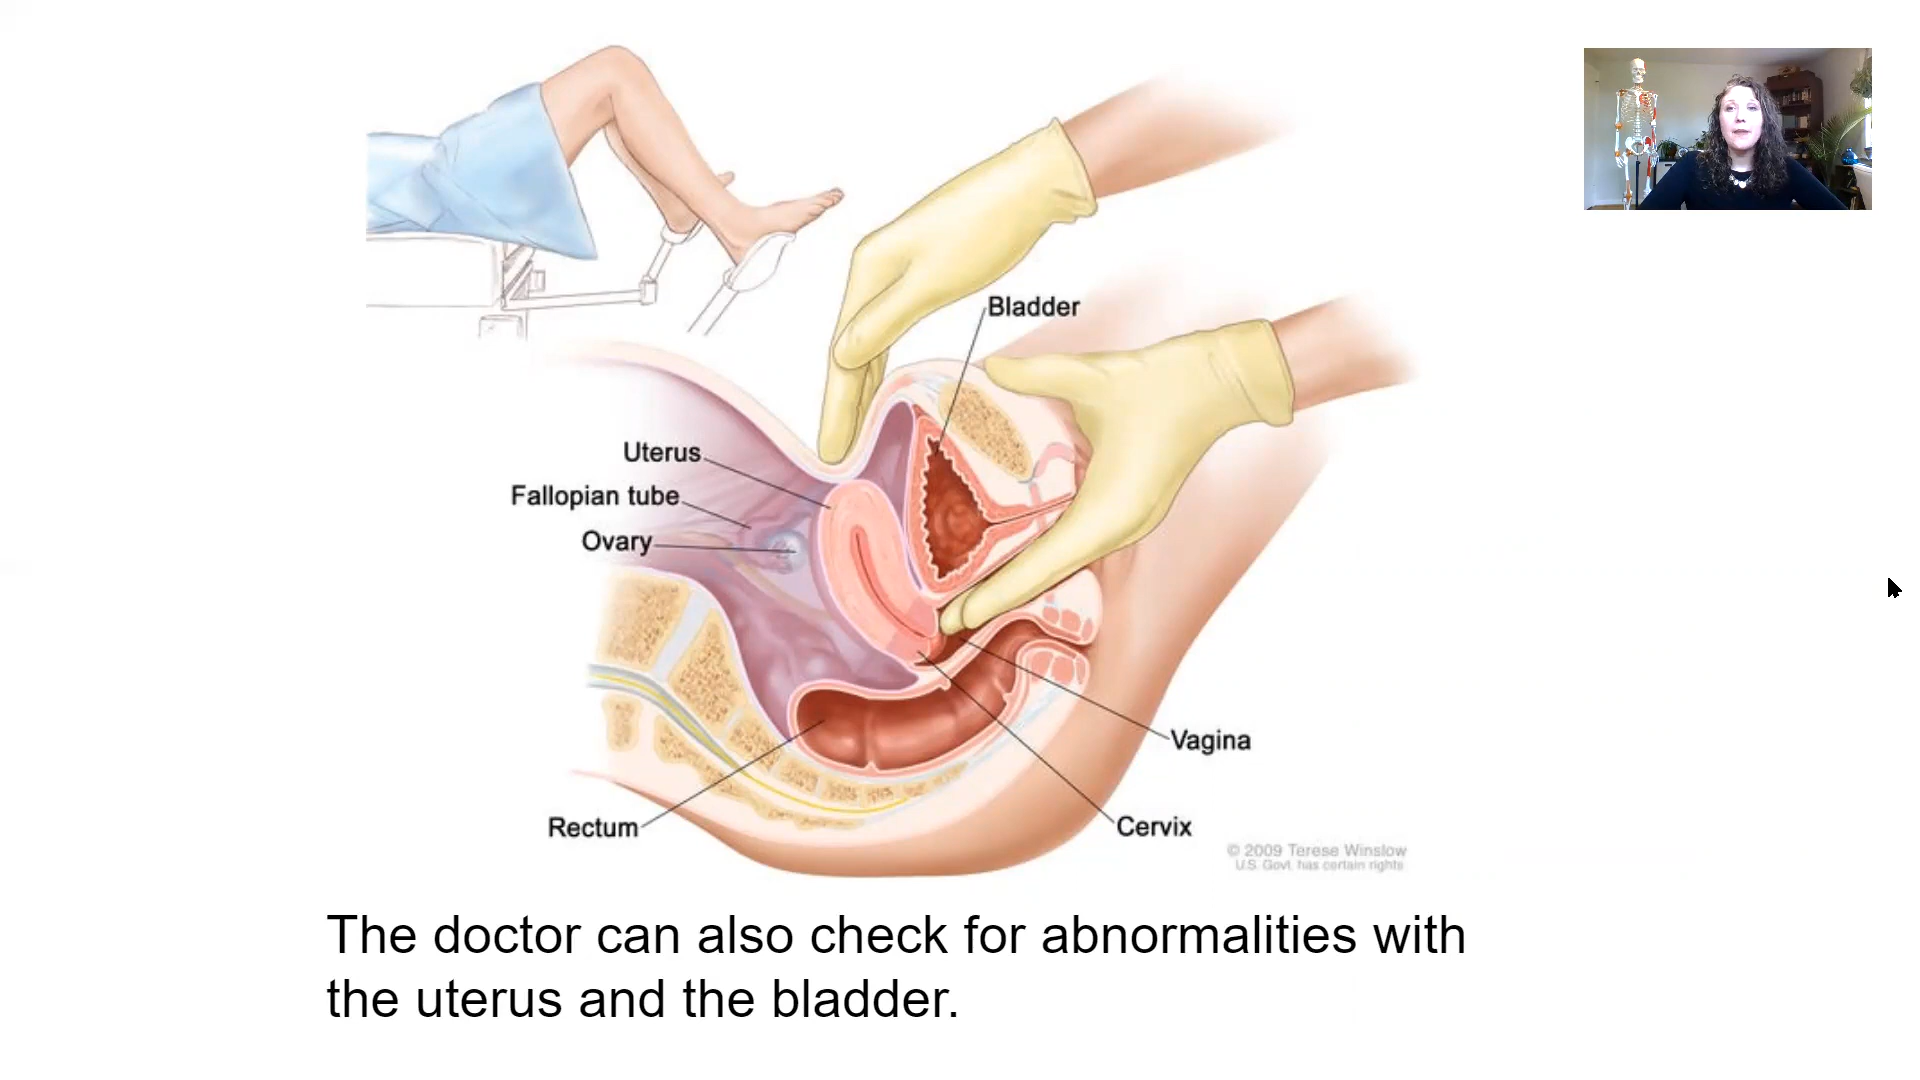 Bladder
Uterus
Fallopian tube
Ovary
Vagina
Rectum
Cervix
© 2009 Terese Winslow
U.S. Govt. has certain rights
The doctor can also check for abnormalities with
the uterus and the bladder.